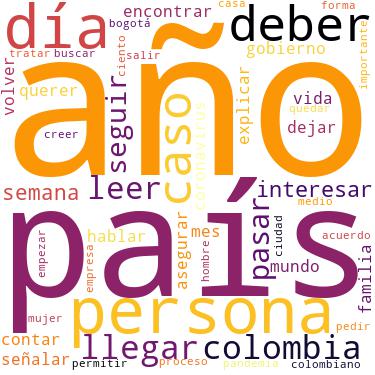 casa
forma
día
encontrar
deber
bogotá
tratar
buscar
ciento
salir
gobierno
importante
volver
querer
año
seguir
caso
coronavirus
explicar
vida
quedar
dejar
creer
semana
leer
interesar
país
medio
hablar
asegurar
mes
pasar
ciudad
acuerdo
mundo
familia
empezar
empresa
hombre
persona
mujer
pedir
contar
llegar
colombia
señalar
permitir
proceso
pandemia
colombiano